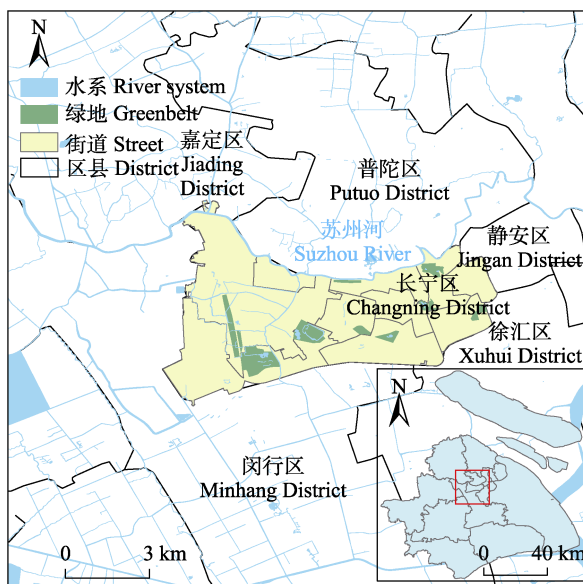 N
水系 River system
绿地 Greenbelt
街道 Street
区县 District
嘉定区
Jiading
District
普陀区
Putuo District
苏州河
Suzhou River
静安区
Jingan District
长宁区
Changning District
徐汇区
Xuhui District
闵行区
Minhang District
0 3 km
N
0 40 km